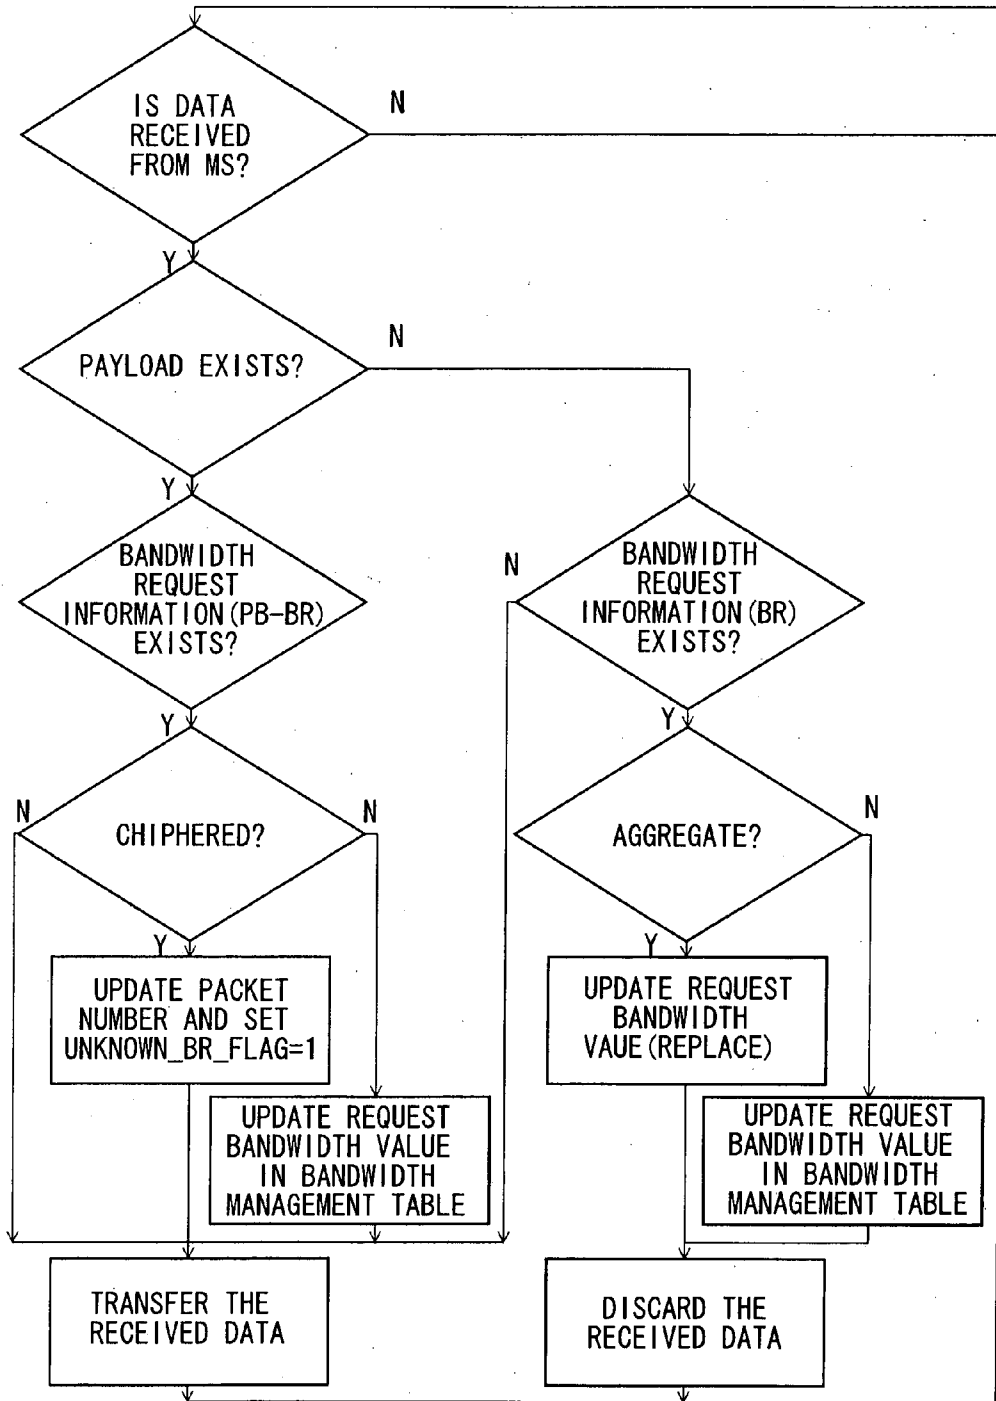 IS DATA
RECEIVED
FROM MS?
N
Y
PAYLOAD EXISTS?
N
Y
BANDWIDTH
REQUEST
INFORMATION(PB-BR)
EXISTS?
N
BANDWIDTH
REQUEST
INFORMATION(BR)
EXISTS?
Y
Y
N
CHIPHERED?
N
AGGREGATE?
N
Y
Y
UPDATE PACKET
NUMBER AND SET
UNKNOWN_BR_FLAG=1
UPDATE REQUEST
BANDWIDTH
VAUE(REPLACE)
UPDATE REQUEST
BANDWIDTH VALUE
IN BANDWIDTH
MANAGEMENT TABLE
UPDATE REQUEST
BANDWIDTH VALUE
IN BANDWIDTH
MANAGEMENT TABLE
TRANSFER THE
RECEIVED DATA
DISCARD THE
RECEIVED DATA